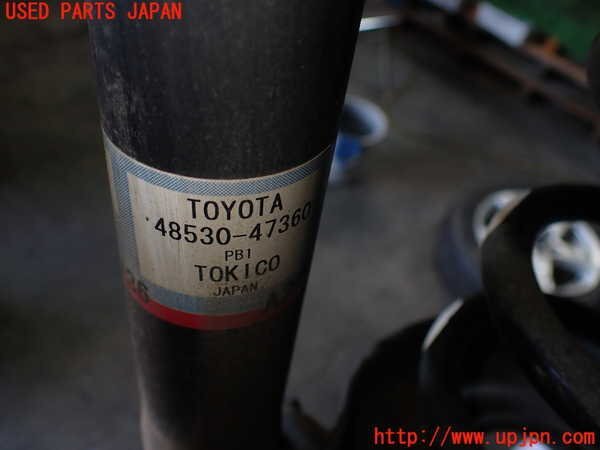 USED PARTS JAPAN
TOYOTA
48530-47360
PB1
TOKICO
JAPAN
http://www.upjpn.com/